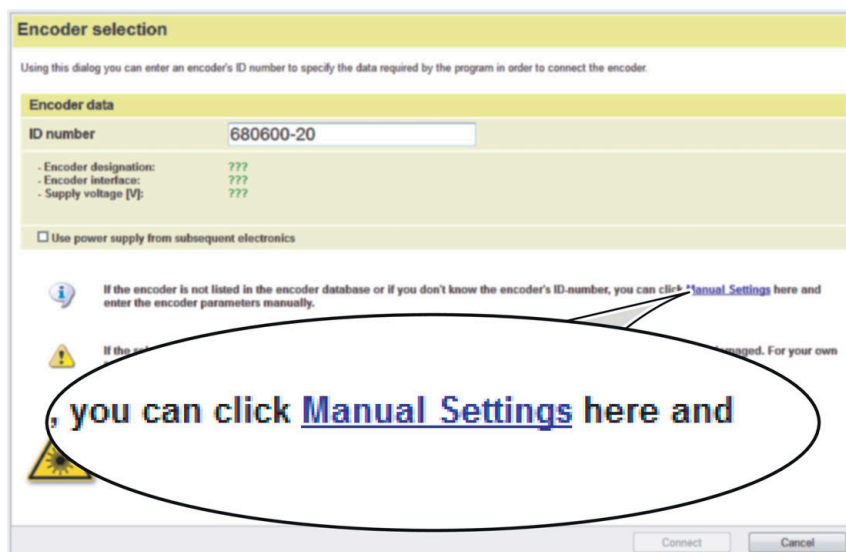 Encoder selection
Using this dialog you can enter an encoder's ID number to specify the data required by the program in order to connect the encoder.
Encoder data
ID number 680600-20
- Encoder designation: ???
- Encoder interface: ???
- Supply voltage [V]: ???
Use power supply from subsequent electronics
If the encoder is not listed in the encoder database or if you don't know the encoder's ID-number, you can click Manual Settings here and
enter the encoder parameters manually.
If the damaged. For your own
, you can click Manual Settings here and
Connect Cancel